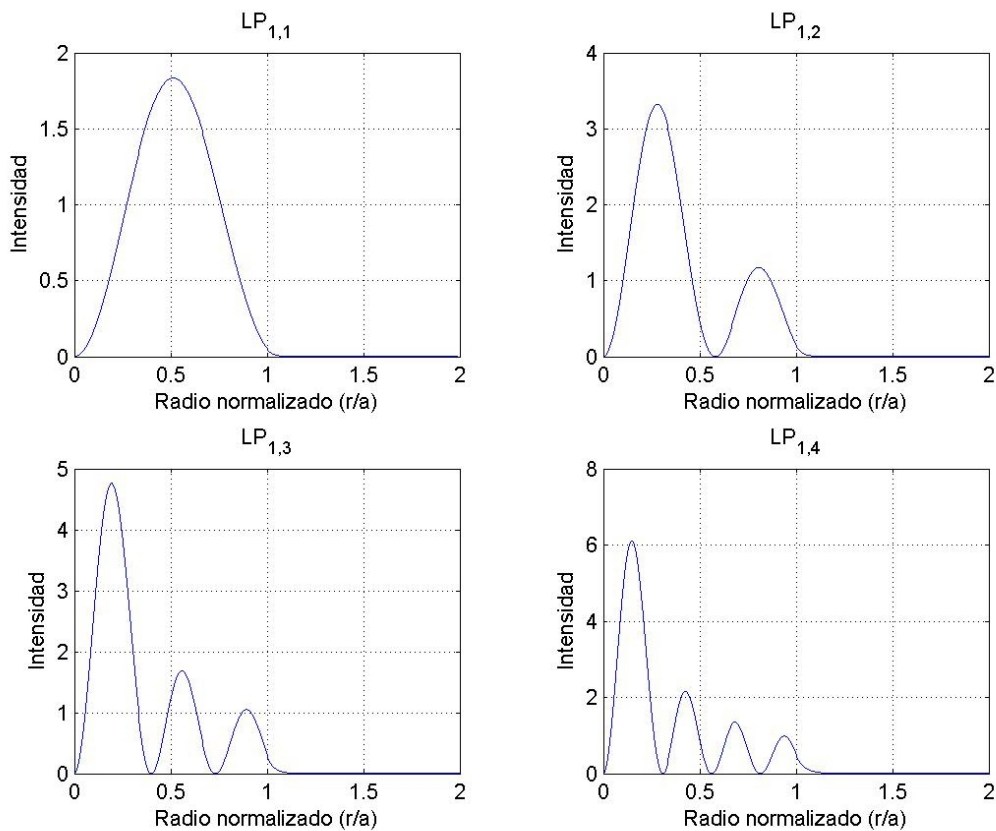 LP1,1
2
1.5
1
0.5
0
Intensidad
0 0.5 1 1.5 2
Radio normalizado (r/a)
LP1,2
4
3
2
1
0
Intensidad
0 0.5 1 1.5 2
Radio normalizado (r/a)
LP1,3
5
4
3
2
1
0
Intensidad
0 0.5 1 1.5 2
Radio normalizado (r/a)
LP1,4
8
6
4
2
0
Intensidad
0 0.5 1 1.5 2
Radio normalizado (r/a)